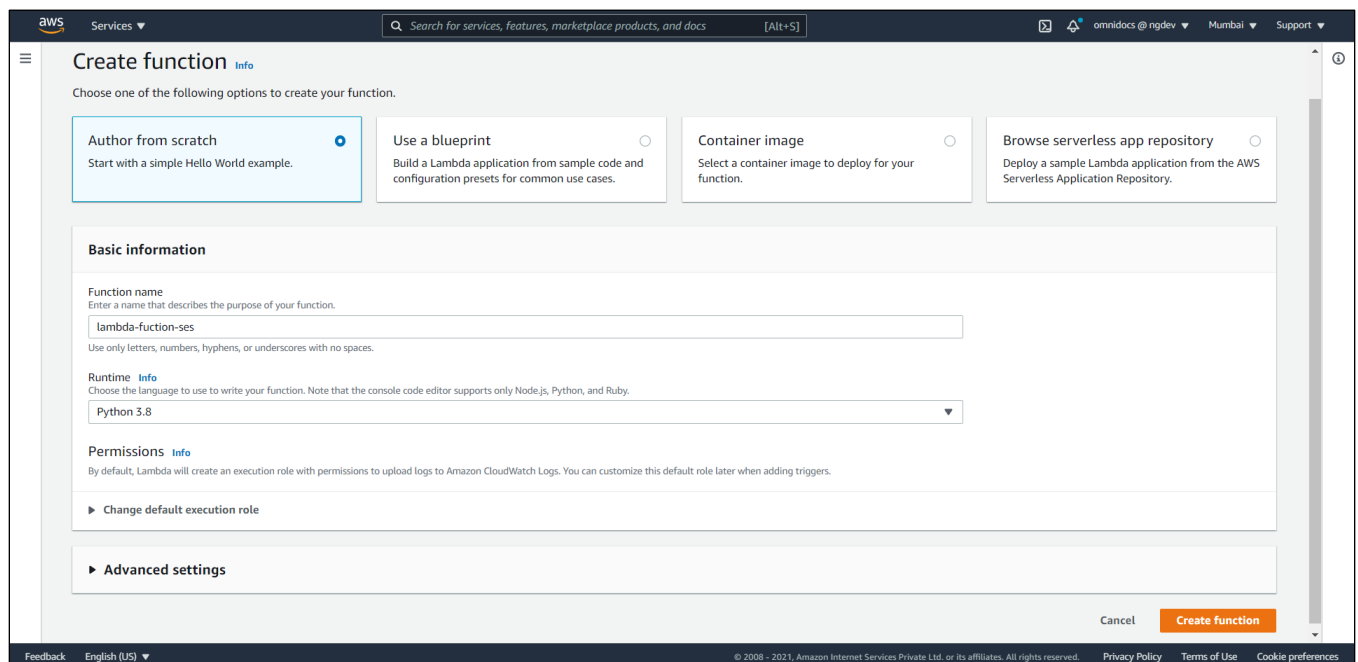 aws Services ▼ Search for services, features, marketplace products, and docs [Alt+S] omnidocs @ ngdev ▼ Mumbai ▼ Support ▼
Create function Info
Choose one of the following options to create your function.
Author from scratch
Start with a simple Hello World example.
Use a blueprint
Build a Lambda application from sample code and
configuration presets for common use cases.
Container image
Select a container image to deploy for your
function.
Browse serverless app repository
Deploy a sample Lambda application from the AWS
Serverless Application Repository.
Basic information
Function name
Enter a name that describes the purpose of your function.
lambda-fuction-ses
Use only letters, numbers, hyphens, or underscores with no spaces.
Runtime Info
Choose the language to use to write your function. Note that the console code editor supports only Node.js, Python, and Ruby.
Python 3.8
Permissions Info
By default, Lambda will create an execution role with permissions to upload logs to Amazon CloudWatch Logs. You can customize this default role later when adding triggers.
Change default execution role
Advanced settings
Cancel Create function
Feedback English (US) ▼ © 2008 - 2021, Amazon Internet Services Private Ltd. or its affiliates. All rights reserved. Privacy Policy Terms of Use Cookie preferences